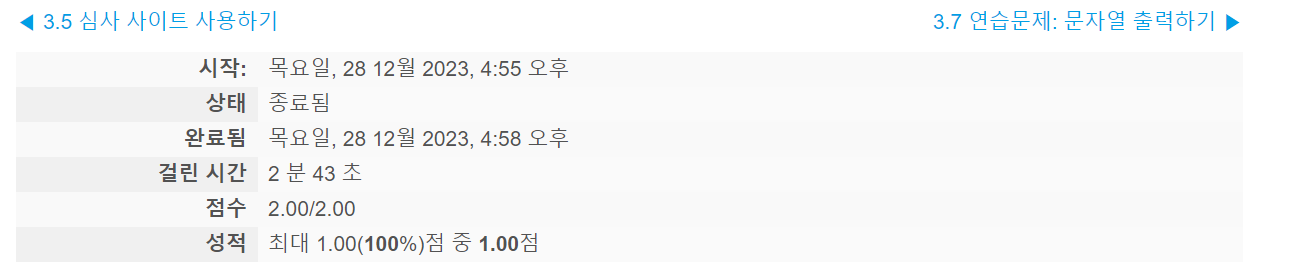 ◀ 3.5 심사 사이트 사용하기
3.7 연습문제: 문자열 출력하기 ▶
시작: 목요일, 28 12월 2023, 4:55 오후
상태 종료됨
완료됨 목요일, 28 12월 2023, 4:58 오후
걸린 시간 2 분 43 초
점수 2.00/2.00
성적 최대 1.00(100%)점 중 1.00점